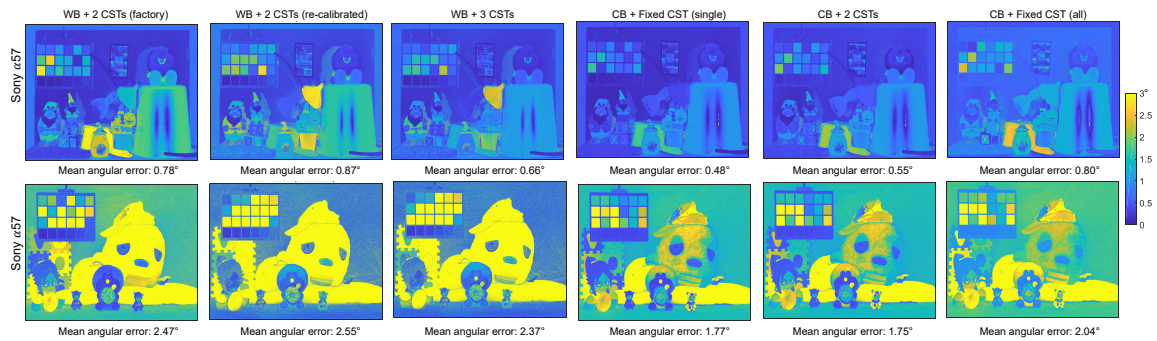 WB + 2 CSTs (factory)
WB + 2 CSTs (re-calibrated)
WB + 3 CSTs
CB + Fixed CST (single)
CB + 2 CSTs
CB + Fixed CST (all)
Sony α57
Mean angular error: 0.78°
Mean angular error: 0.87°
Mean angular error: 0.66°
Mean angular error: 0.48°
Mean angular error: 0.55°
Mean angular error: 0.80°
3°
2.5
2
1.5
1
0.5
0
Sony α57
Mean angular error: 2.47°
Mean angular error: 2.55°
Mean angular error: 2.37°
Mean angular error: 1.77°
Mean angular error: 1.75°
Mean angular error: 2.04°